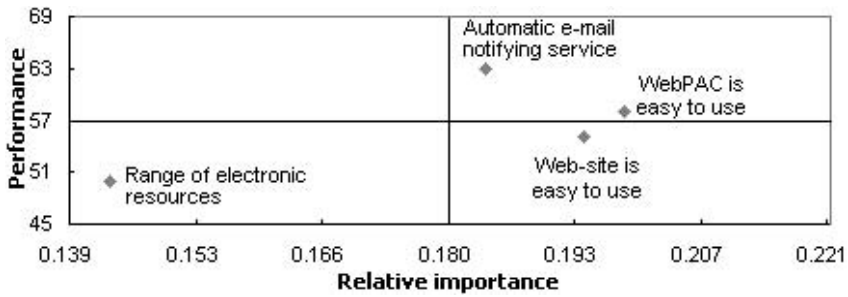 69
Automatic e-mail
notifying service
63
WebPAC is
easy to use
57
Performance
51
Range of electronic
resources
Web-site is
easy to use
45
0.139 0.153 0.166 0.180 0.193 0.207 0.221
Relative importance